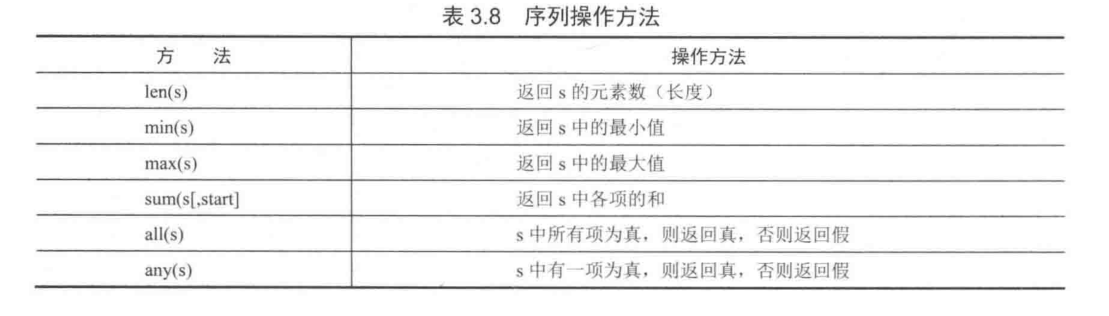 表 3.8 序列操作方法
方 法 操作方法
len(s) 返回 s 的元素数（长度）
min(s) 返回 s 中的最小值
max(s) 返回 s 中的最大值
sum(s[,start] 返回 s 中各项的和
all(s) s 中所有项为真，则返回真，否则返回假
any(s) s 中有一项为真，则返回真，否则返回假